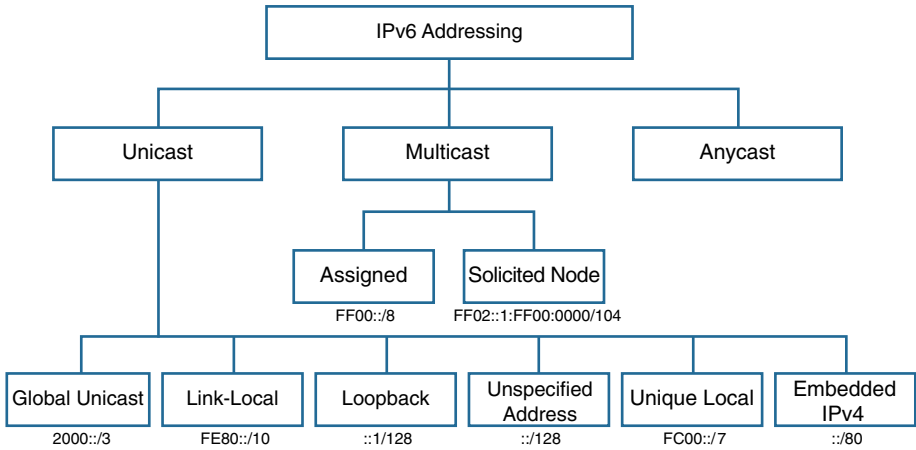 IPv6 Addressing
Unicast
Multicast
Anycast
Assigned
Solicited Node
FF00::/8
FF02::1:FF00:0000/104
Global Unicast
Link-Local
Loopback
Unspecified
Address
Unique Local
Embedded
IPv4
2000::/3
FE80::/10
::1/128
::/128
FC00::/7
::/80